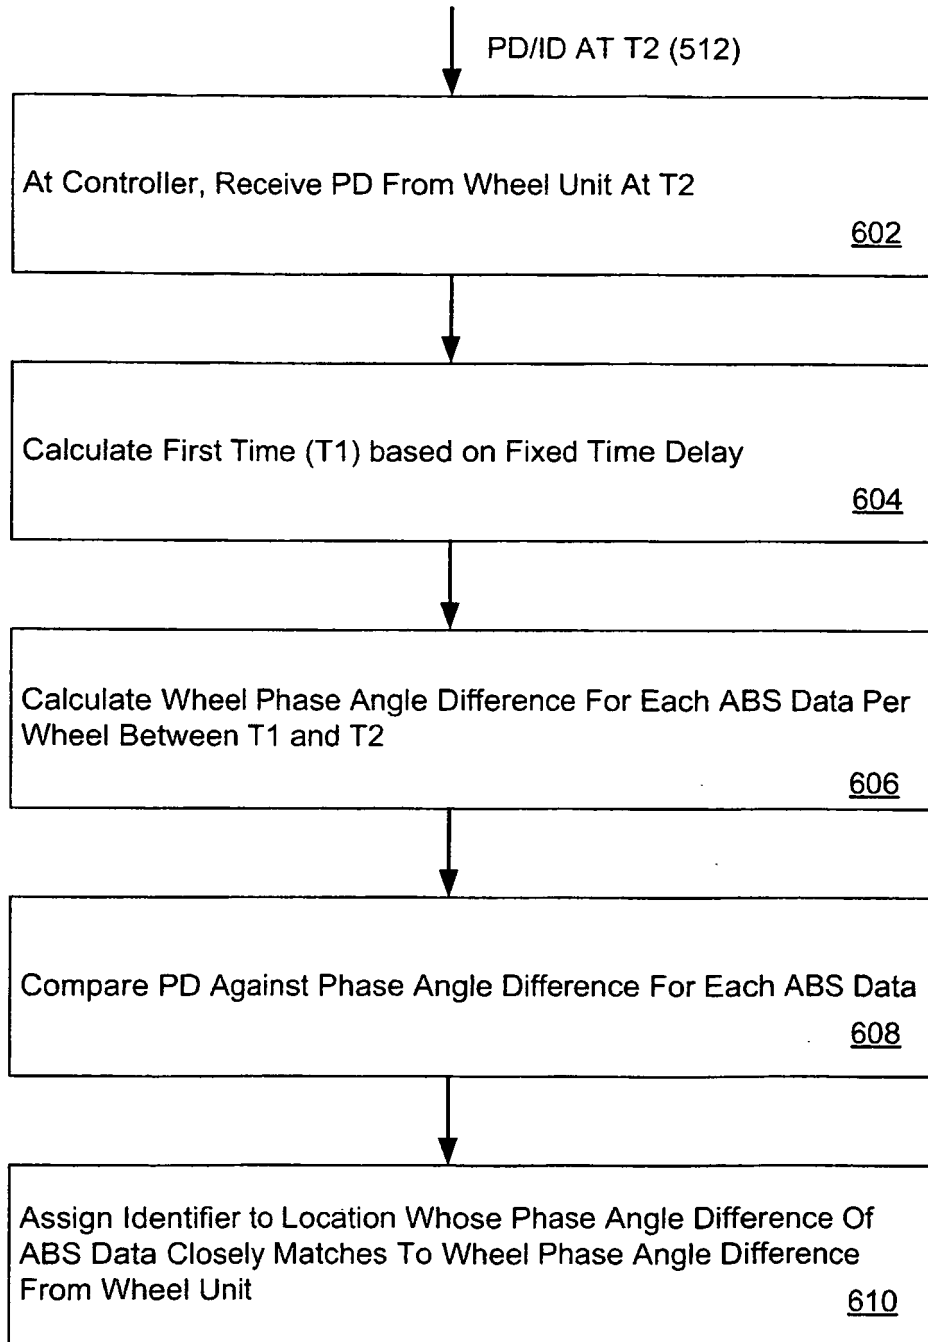 PD/ID AT T2 (512)
At Controller, Receive PD From Wheel Unit At T2
602
Calculate First Time (T1) based on Fixed Time Delay
604
Calculate Wheel Phase Angle Difference For Each ABS Data Per
Wheel Between T1 and T2
606
Compare PD Against Phase Angle Difference For Each ABS Data
608
Assign Identifier to Location Whose Phase Angle Difference Of
ABS Data Closely Matches To Wheel Phase Angle Difference
From Wheel Unit
610